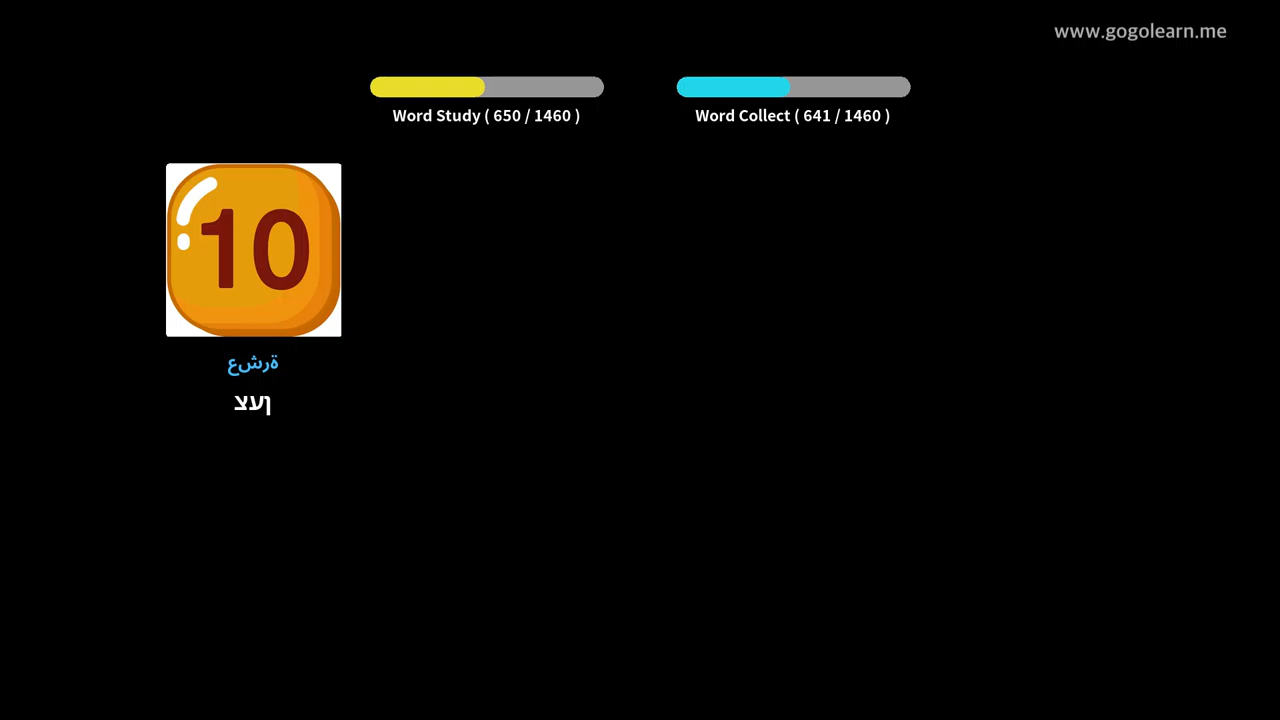 www.gogolearn.me
Word Study ( 650 / 1460 )
Word Collect ( 641 / 1460 )
10
ةرشع
ןעצ